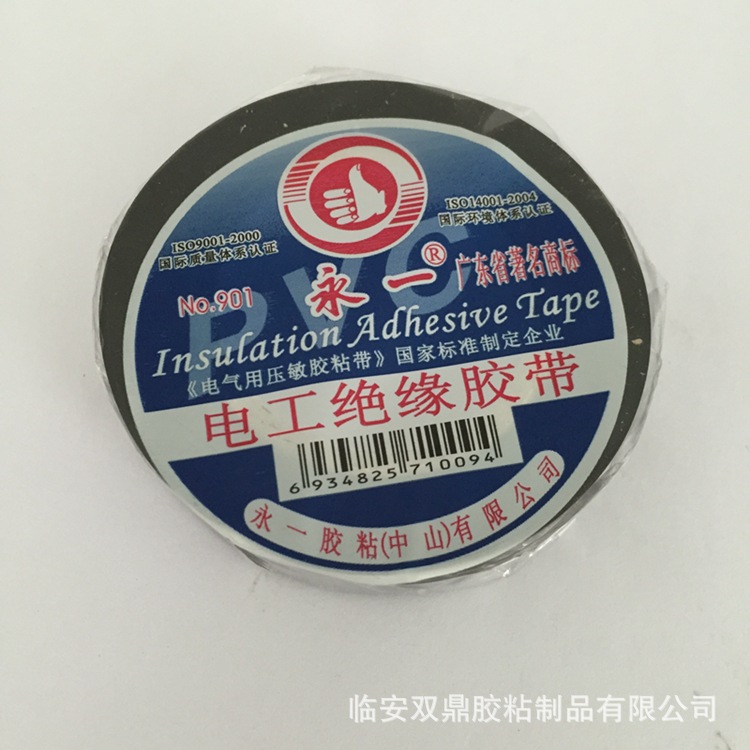 ISO9001-2000
国际质量体系认证
ISO14001-2004
国际环境体系认证
PVC
No.901
永一®
广东省著名商标
Insulation Adhesive Tape
《电气用压敏胶粘带》国家标准制定企业
电工绝缘胶带
6 934825 710094
永一胶粘(中山)有限公司
临安双鼎胶粘制品有限公司